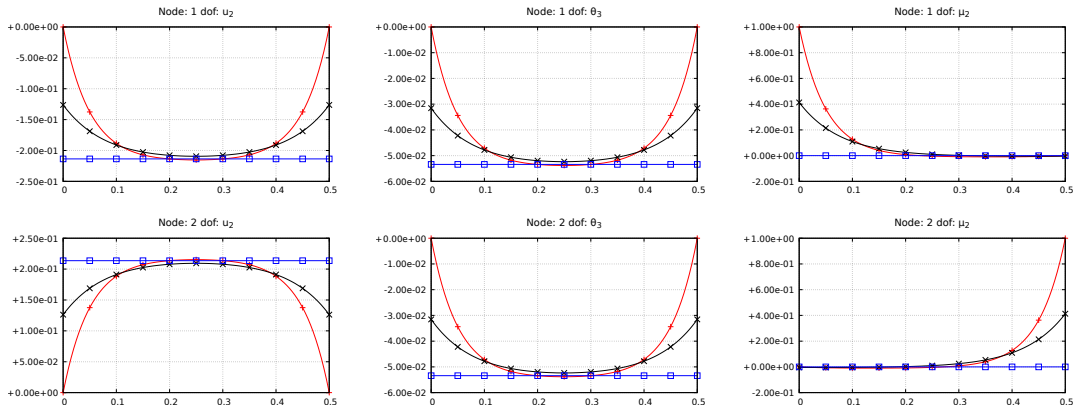 Node: 1 dof: u₂
+0.00e+00
-5.00e-02
-1.00e-01
-1.50e-01
-2.00e-01
-2.50e-01
0 0.1 0.2 0.3 0.4 0.5
Node: 1 dof: θ₃
+0.00e+00
-1.00e-02
-2.00e-02
-3.00e-02
-4.00e-02
-5.00e-02
-6.00e-02
0 0.1 0.2 0.3 0.4 0.5
Node: 1 dof: μ₂
+1.00e+00
+8.00e-01
+6.00e-01
+4.00e-01
+2.00e-01
+0.00e+00
-2.00e-01
0 0.1 0.2 0.3 0.4 0.5
Node: 2 dof: u₂
+2.50e-01
+2.00e-01
+1.50e-01
+1.00e-01
+5.00e-02
+0.00e+00
0 0.1 0.2 0.3 0.4 0.5
Node: 2 dof: θ₃
+0.00e+00
-1.00e-02
-2.00e-02
-3.00e-02
-4.00e-02
-5.00e-02
-6.00e-02
0 0.1 0.2 0.3 0.4 0.5
Node: 2 dof: μ₂
+1.00e+00
+8.00e-01
+6.00e-01
+4.00e-01
+2.00e-01
+0.00e+00
-2.00e-01
0 0.1 0.2 0.3 0.4 0.5